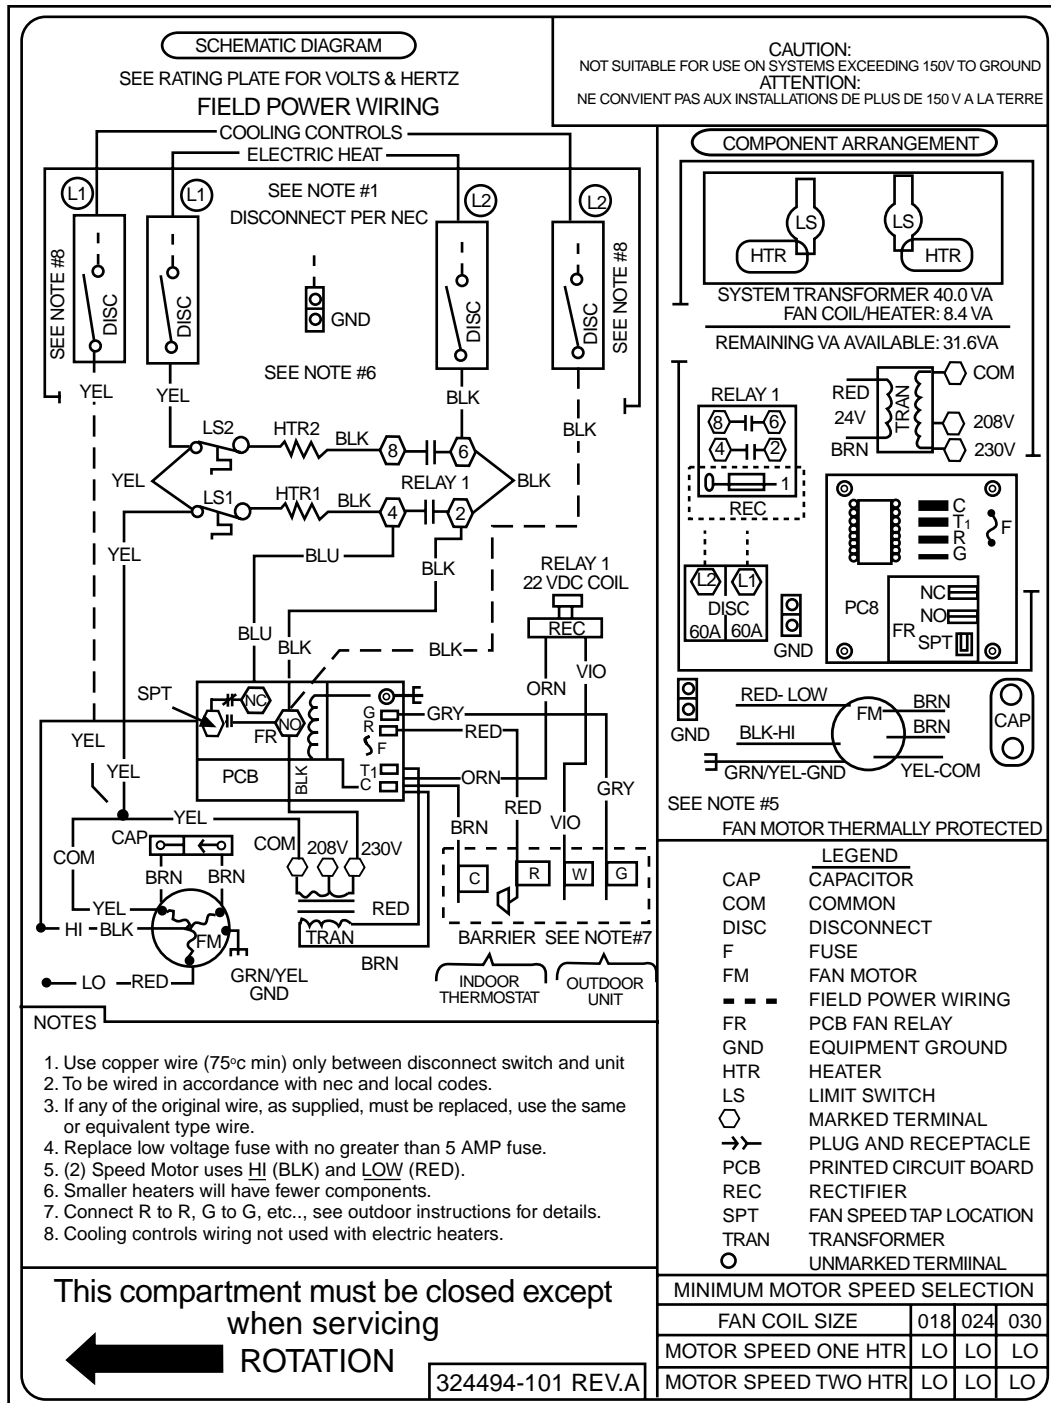 SCHEMATIC DIAGRAM
SEE RATING PLATE FOR VOLTS & HERTZ
FIELD POWER WIRING
CAUTION:
NOT SUITABLE FOR USE ON SYSTEMS EXCEEDING 150V TO GROUND
ATTENTION:
NE CONVIENT PAS AUX INSTALLATIONS DE PLUS DE 150 V A LA TERRE
COOLING CONTROLS
ELECTRIC HEAT
L1
L1
SEE NOTE #1
L2
L2
DISCONNECT PER NEC
SEE NOTE #8
DISC
DISC
GND
DISC
DISC
SEE NOTE #8
SEE NOTE #6
YEL
YEL
BLK
BLK
LS2
HTR2
BLK
8
6
YEL
RELAY 1
BLK
LS1
HTR1
BLK
4
2
YEL
BLU
BLK
RELAY 1
22 VDC COIL
REC
BLU
BLK
BLK
VIO
ORN
SPT
NC
NO
FR
G
R
F
T1
C
GRY
RED
ORN
PCB
BLK
YEL
YEL
YEL
RED
GRY
BRN
VIO
CAP
COM
COM
208V
230V
BRN
BRN
C
R
W
G
YEL
HI
BLK
FM
RED
TRAN
BRN
BARRIER
SEE NOTE#7
LO
RED
GRN/YEL
GND
INDOOR
THERMOSTAT
OUTDOOR
UNIT
COMPONENT ARRANGEMENT
LS
LS
HTR
HTR
SYSTEM TRANSFORMER 40.0 VA
FAN COIL/HEATER: 8.4 VA
REMAINING VA AVAILABLE: 31.6VA
RELAY 1
8
6
4
2
1
REC
RED
24V
BRN
TRAN
COM
208V
230V
C
T1
R
G
F
L2
L1
DISC
60A
60A
GND
PC8
NC
NO
FR
SPT
GND
RED- LOW
BLK-HI
GRN/YEL-GND
FM
BRN
BRN
YEL-COM
CAP
SEE NOTE #5
FAN MOTOR THERMALLY PROTECTED
LEGEND
CAP CAPACITOR
COM COMMON
DISC DISCONNECT
F FUSE
FM FAN MOTOR
FIELD POWER WIRING
FR PCB FAN RELAY
GND EQUIPMENT GROUND
HTR HEATER
LS LIMIT SWITCH
MARKED TERMINAL
PLUG AND RECEPTACLE
PCB PRINTED CIRCUIT BOARD
REC RECTIFIER
SPT FAN SPEED TAP LOCATION
TRAN TRANSFORMER
UNMARKED TERMIINAL
NOTES
1. Use copper wire (75ºc min) only between disconnect switch and unit
2. To be wired in accordance with nec and local codes.
3. If any of the original wire, as supplied, must be replaced, use the same
or equivalent type wire.
4. Replace low voltage fuse with no greater than 5 AMP fuse.
5. (2) Speed Motor uses HI (BLK) and LOW (RED).
6. Smaller heaters will have fewer components.
7. Connect R to R, G to G, etc.., see outdoor instructions for details.
8. Cooling controls wiring not used with electric heaters.
This compartment must be closed except
when servicing
ROTATION
324494-101 REV.A
MINIMUM MOTOR SPEED SELECTION
FAN COIL SIZE 018 024 030
MOTOR SPEED ONE HTR LO LO LO
MOTOR SPEED TWO HTR LO LO LO